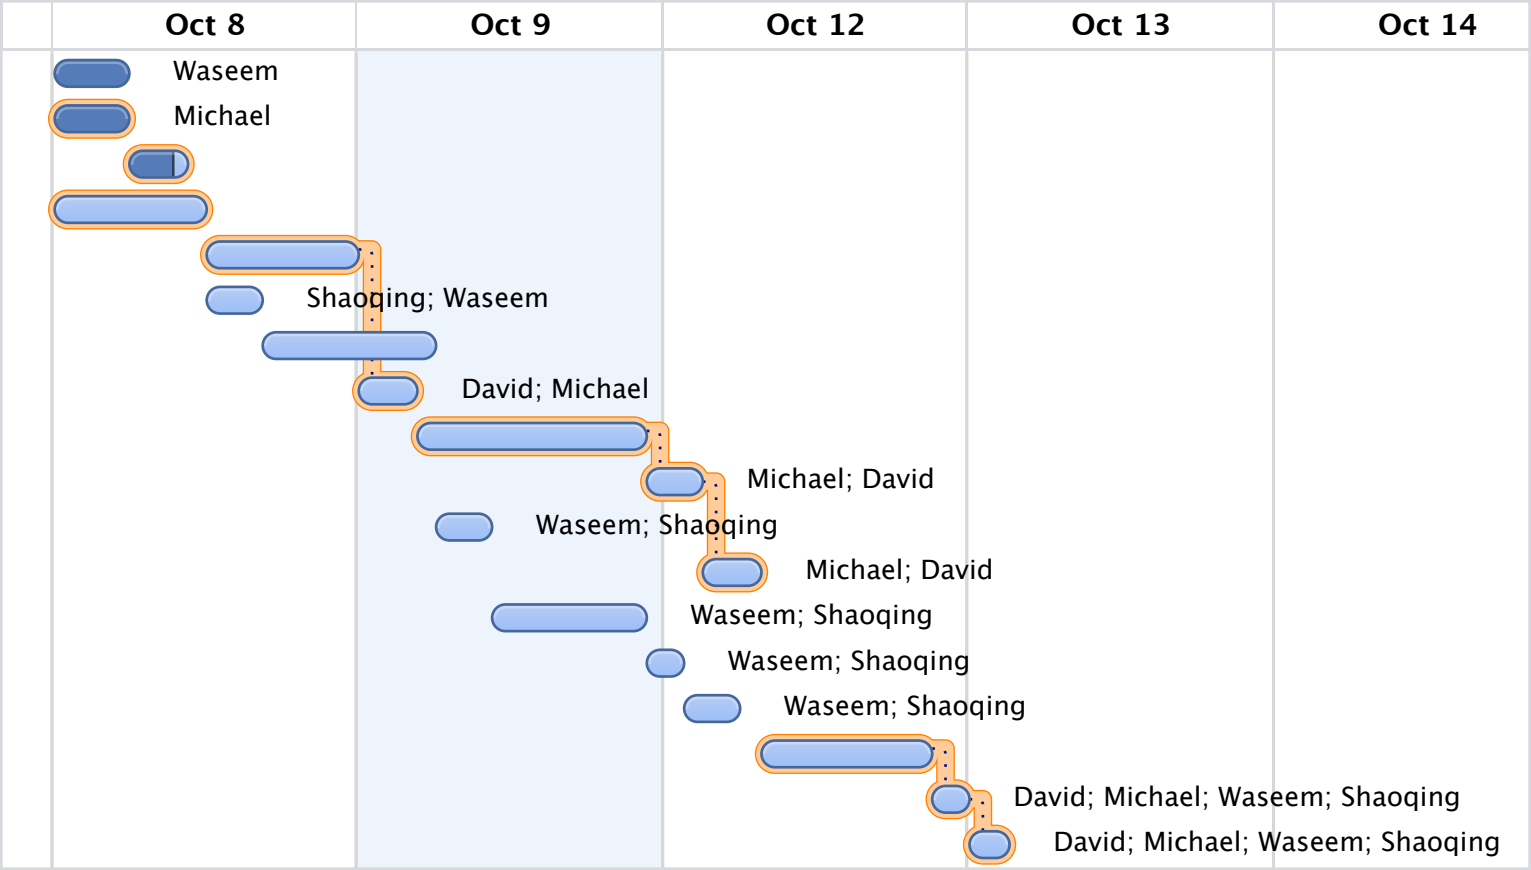 Oct 8 Oct 9 Oct 12 Oct 13 Oct 14
Waseem
Michael
Shaoqing; Waseem
David; Michael
Michael; David
Waseem; Shaoqing
Michael; David
Waseem; Shaoqing
Waseem; Shaoqing
Waseem; Shaoqing
David; Michael; Waseem; Shaoqing
David; Michael; Waseem; Shaoqing